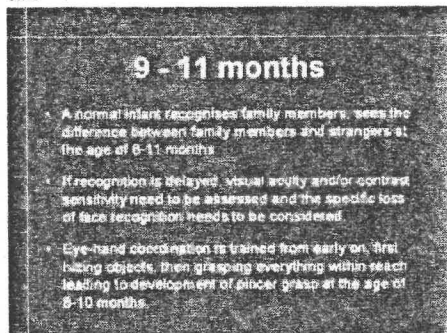 9 - 11 months
• A normal infant recognises family members, sees the
difference between family members and strangers at
the age of 8-11 months
• If recognition is delayed, visual acuity and/or contrast
sensitivity need to be assessed and the specific loss
of face recognition needs to be considered.
• Eye-hand coordination is trained from early on, first
hitting objects, then grasping everything within reach
leading to development of pincer grasp at the age of
8-10 months.